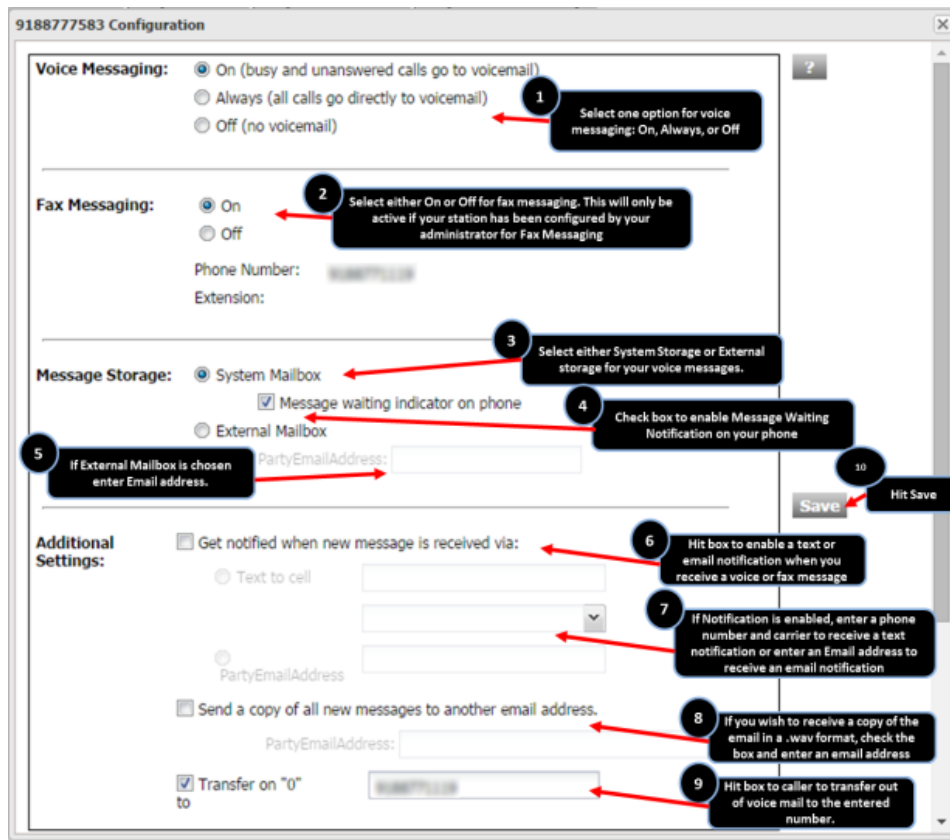 9188777583 Configuration
X
Voice Messaging:
On (busy and unanswered calls go to voicemail)
Always (all calls go directly to voicemail)
Off (no voicemail)
?
1
Select one option for voice
messaging: On, Always, or Off
Fax Messaging:
On
Off
2
Select either On or Off for fax messaging. This will only be
active if your station has been configured by your
administrator for Fax Messaging
Phone Number:
Extension:
3
Select either System Storage or External
storage for your voice messages.
Message Storage:
System Mailbox
Message waiting indicator on phone
4
Check box to enable Message Waiting
Notification on your phone
External Mailbox
PartyEmailAddress:
5
If External Mailbox is chosen
enter Email address.
10
Hit Save
Save
Additional
Settings:
Get notified when new message is received via:
6
Hit box to enable a text or
email notification when you
receive a voice or fax message
Text to cell
7
If Notification is enabled, enter a phone
number and carrier to receive a text
notification or enter an Email address to
receive an email notification
PartyEmailAddress
Send a copy of all new messages to another email address.
8
If you wish to receive a copy of the
email in a .wav format, check the
box and enter an email address
PartyEmailAddress:
Transfer on "0"
to
9
Hit box to caller to transfer out
of voice mail to the entered
number.